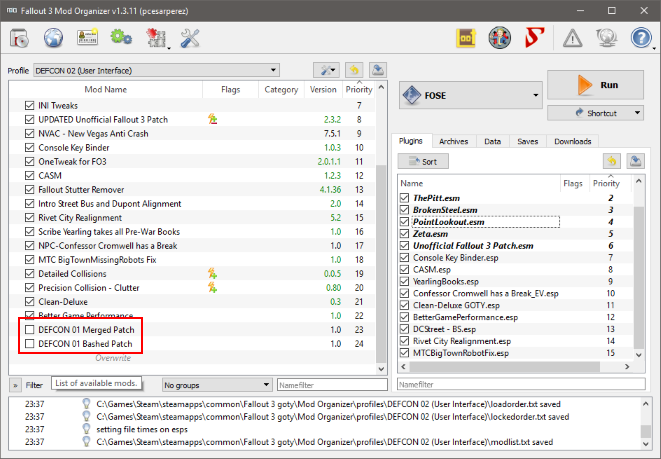 Fallout 3 Mod Organizer v1.3.11 (pcesarperez)
Profile DEFCON 02 (User Interface)
Mod Name Flags Category Version Priority
INI Tweaks 7
UPDATED Unofficial Fallout 3 Patch 2.3.2 8
NVAC - New Vegas Anti Crash 7.5.1 9
Console Key Binder 1.0.3 10
OneTweak for FO3 2.0.1.1 11
CASM 1.2.3 12
Fallout Stutter Remover 4.1.36 13
Intro Street Bus and Dupont Alignment 2.0 14
Rivet City Realignment 5.2 15
Scribe Yearling takes all Pre-War Books 1.0 16
NPC-Confessor Cromwell has a Break 1.0 17
MTC BigTownMissingRobots Fix 1.0 18
Detailed Collisions 0.0.5 19
Precision Collision - Clutter 0.80 20
Clean-Deluxe 0.3 21
Better Game Performance 1.0 22
DEFCON 01 Merged Patch 1.0 23
DEFCON 01 Bashed Patch 1.0 24
Overwrite
» Filter No groups Namefilter
List of available mods.
FOSE
Run
Shortcut
Plugins Archives Data Saves Downloads
Sort
Name Flags Priority
ThePitt.esm 2
BrokenSteel.esm 3
PointLookout.esm 4
Zeta.esm 5
Unofficial Fallout 3 Patch.esm 6
Console Key Binder.esp 7
CASM.esp 8
YearlingBooks.esp 9
Confessor Cromwell has a Break_EV.esp 10
Clean-Deluxe GOTY.esp 11
BetterGamePerformance.esp 12
DCStreet - BS.esp 13
Rivet City Realignment.esp 14
MTCBigTownRobotFix.esp 15
Namefilter
23:37 C:\Games\Steam\steamapps\common\Fallout 3 goty\Mod Organizer\profiles\DEFCON 02 (User Interface)\loadorder.txt saved
23:37 C:\Games\Steam\steamapps\common\Fallout 3 goty\Mod Organizer\profiles\DEFCON 02 (User Interface)\lockedorder.txt saved
23:37 setting file times on esps
23:37 C:\Games\Steam\steamapps\common\Fallout 3 goty\Mod Organizer\profiles\DEFCON 02 (User Interface)\modlist.txt saved